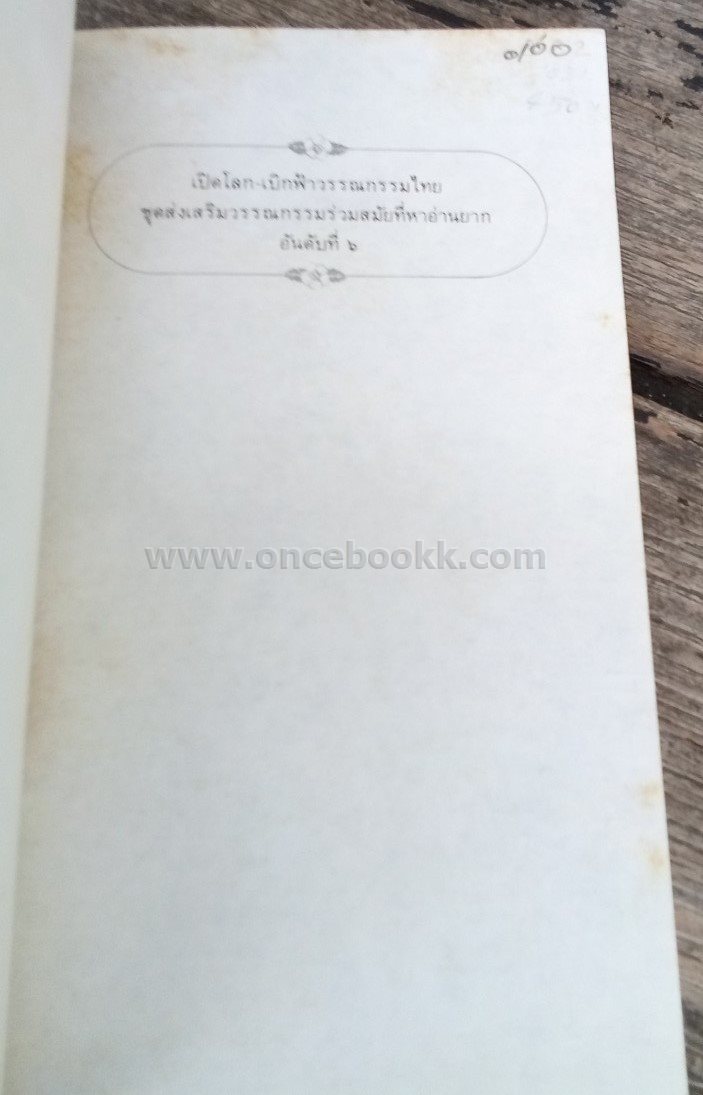 เปิดโลก-เบิกฟ้าวรรณกรรมไทย
ชุดส่งเสริมวรรณกรรมร่วมสมัยที่หาอ่านยาก
อันดับที่ ๖
www.oncebookk.com